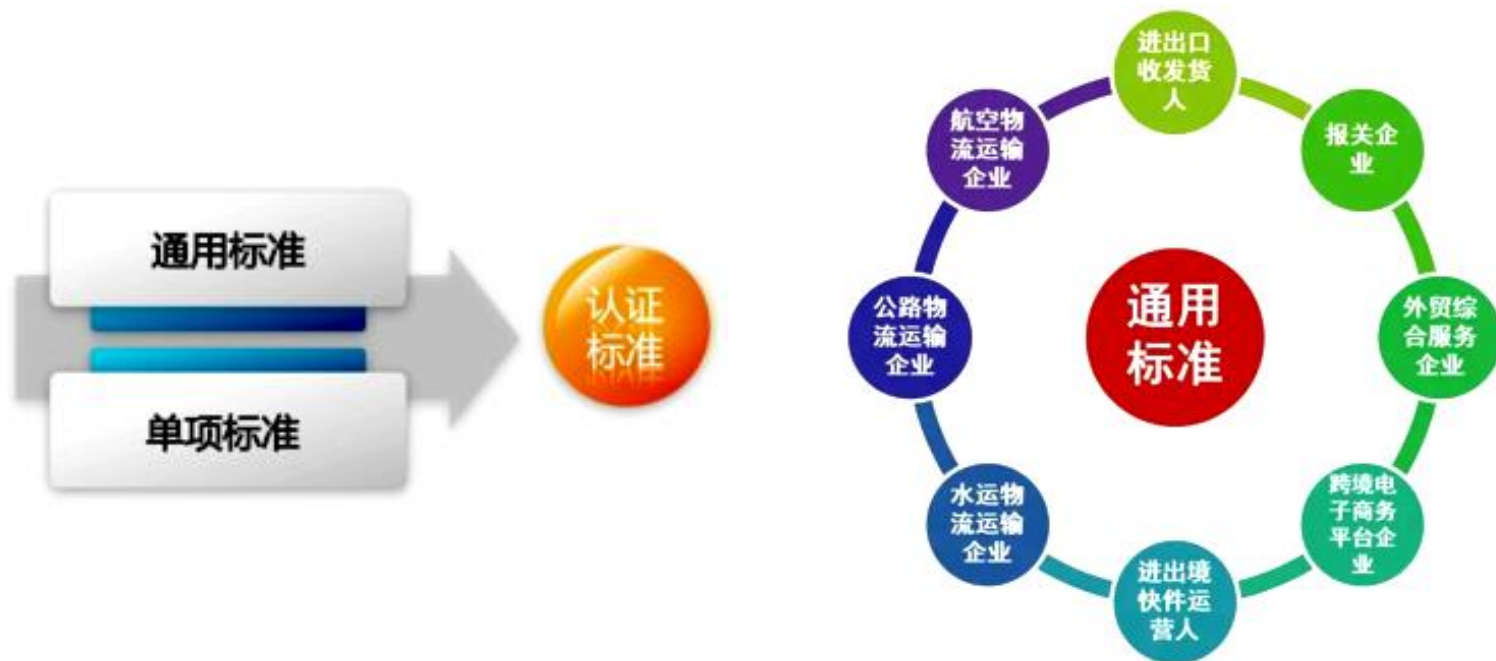 通用标准
单项标准
认证
标准
通用
标准
进出口
收发货
人
报关企
业
外贸综
合服务
企业
跨境电
子商务
平台企
业
进出境
快件运
营人
水运物
流运输
企业
公路物
流运输
企业
航空物
流运输
企业